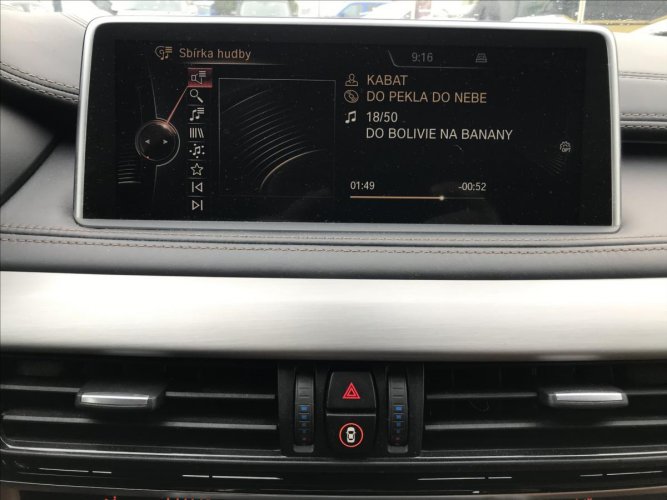 Sbírka hudby
9:16
KABAT
DO PEKLA DO NEBE
18/50
DO BOLIVIE NA BANANY
OPT
01:49
-00:52